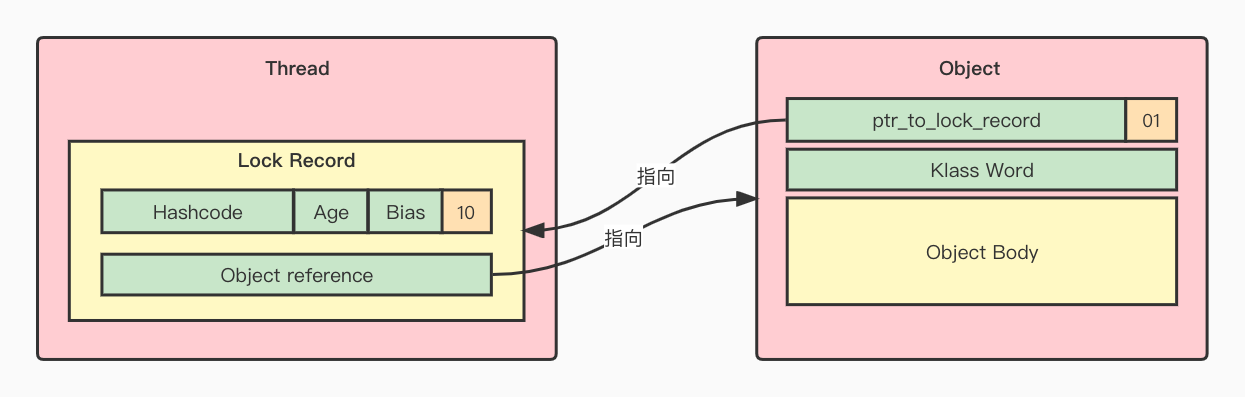 Thread
Lock Record
Hashcode
Age
Bias
10
Object reference
指向
指向
Object
ptr_to_lock_record
01
Klass Word
Object Body